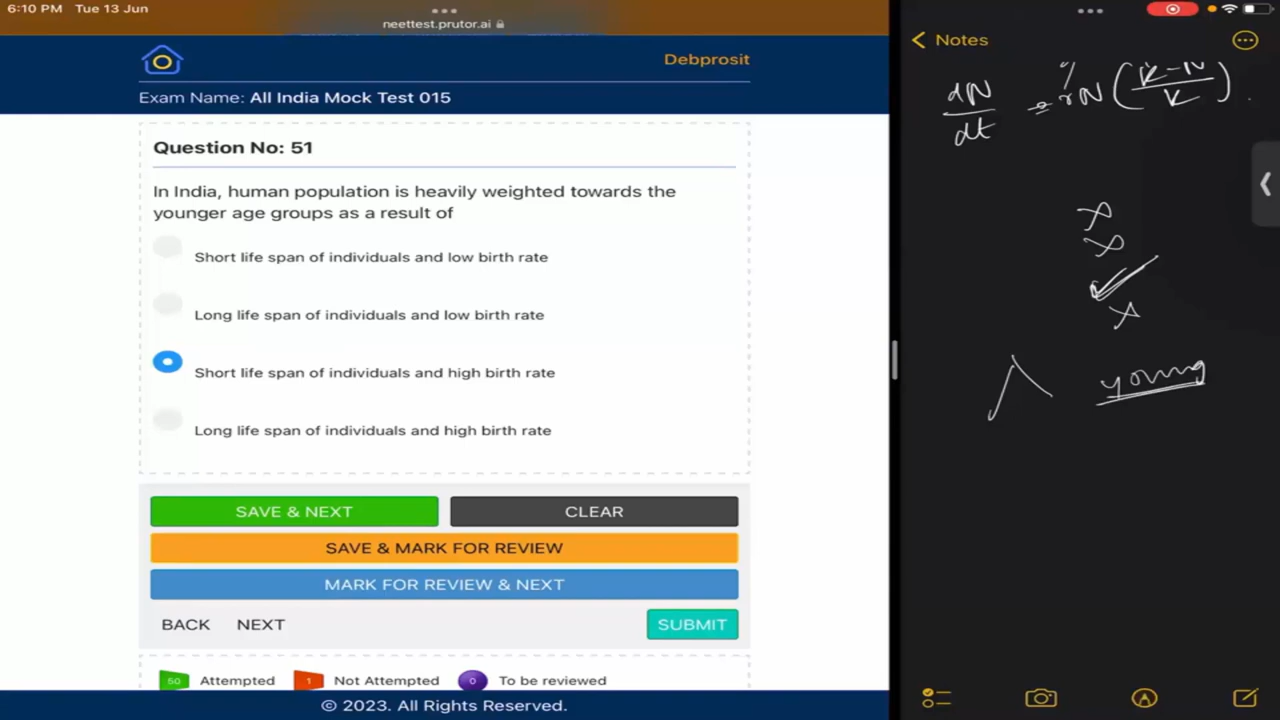 6:10 PM Tue 13 Jun
neettest.prutor.ai
Debprosit
Exam Name: All India Mock Test 015
Question No: 51
In India, human population is heavily weighted towards the
younger age groups as a result of
Short life span of individuals and low birth rate
Long life span of individuals and low birth rate
Short life span of individuals and high birth rate
Long life span of individuals and high birth rate
SAVE & NEXT
CLEAR
SAVE & MARK FOR REVIEW
MARK FOR REVIEW & NEXT
BACK
NEXT
SUBMIT
50 Attempted
1 Not Attempted
0 To be reviewed
© 2023. All Rights Reserved.
Notes
dN/dt = rN (K-N/K)
young